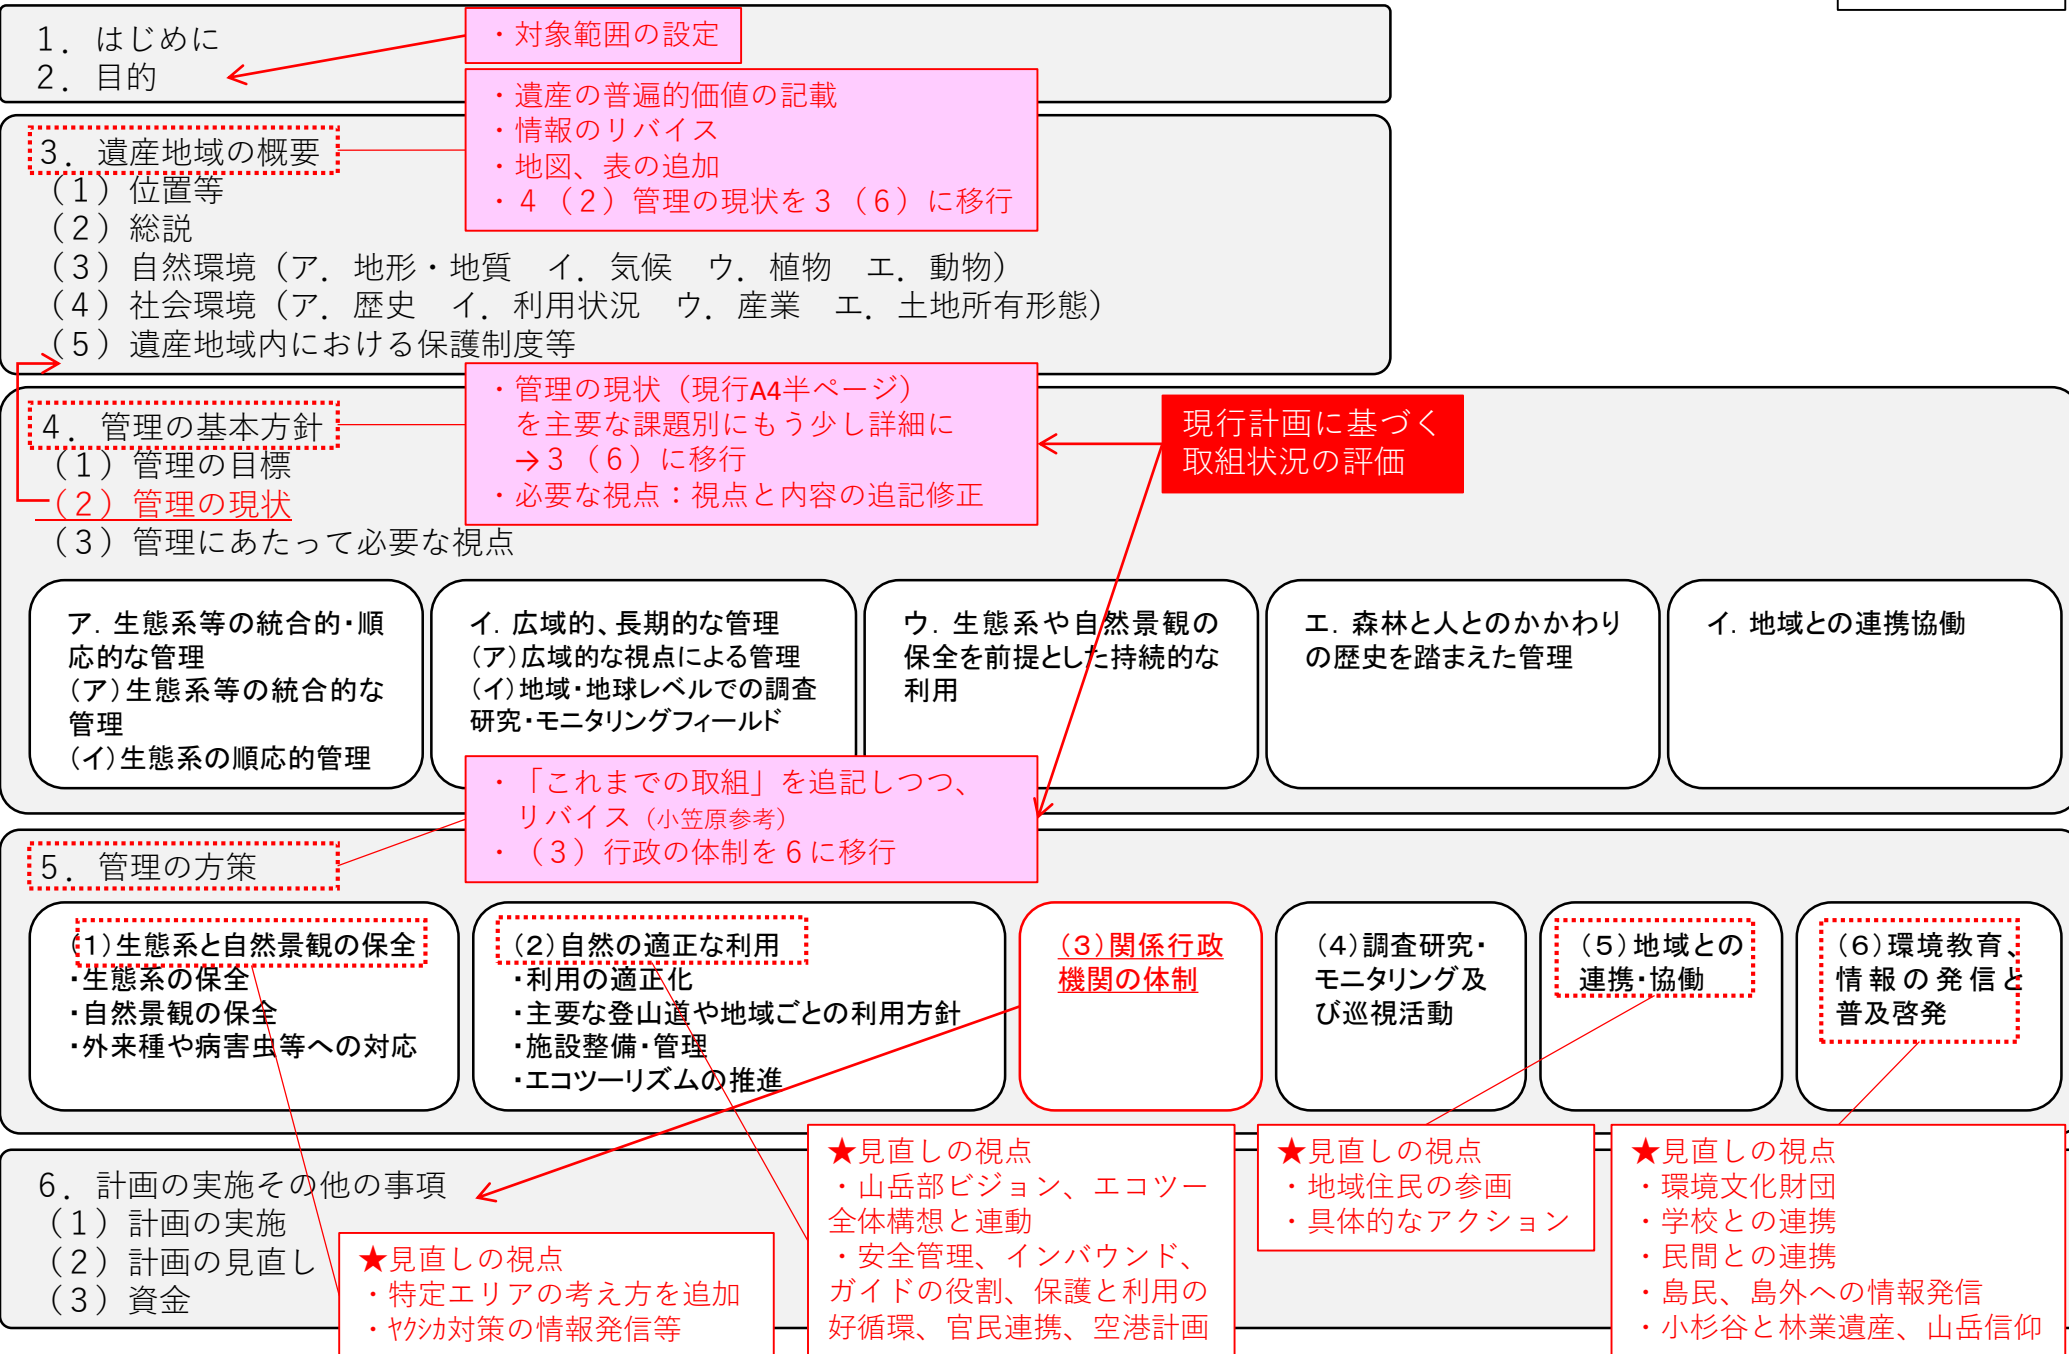 1．はじめに
2．目的
・対象範囲の設定
3．遺産地域の概要
（1）位置等
（2）総説
（3）自然環境（ア．地形・地質　イ．気候　ウ．植物　エ．動物）
（4）社会環境（ア．歴史　イ．利用状況　ウ．産業　エ．土地所有形態）
（5）遺産地域内における保護制度等
・遺産の普遍的価値の記載
・情報のリバイス
・地図、表の追加
・4（2）管理の現状を3（6）に移行
4．管理の基本方針
（1）管理の目標
（2）管理の現状
（3）管理にあたって必要な視点
・管理の現状（現行A4半ページ）
を主要な課題別にもう少し詳細に
→3（6）に移行
・必要な視点：視点と内容の追記修正
現行計画に基づく
取組状況の評価
ア．生態系等の統合的・順
応的な管理
（ア）生態系等の統合的な
管理
（イ）生態系の順応的管理
イ．広域的、長期的な管理
（ア）広域的な視点による管理
（イ）地域・地球レベルでの調査
研究・モニタリングフィールド
ウ．生態系や自然景観の
保全を前提とした持続的な
利用
エ．森林と人とのかかわり
の歴史を踏まえた管理
イ．地域との連携協働
・「これまでの取組」を追記しつつ、
リバイス（小笠原参考）
・（3）行政の体制を6に移行
5．管理の方策
（1）生態系と自然景観の保全
・生態系の保全
・自然景観の保全
・外来種や病害虫等への対応
（2）自然の適正な利用
・利用の適正化
・主要な登山道や地域ごとの利用方針
・施設整備・管理
・エコツーリズムの推進
（3）関係行政
機関の体制
（4）調査研究・
モニタリング及
び巡視活動
（5）地域との
連携・協働
（6）環境教育、
情報の発信と
普及啓発
6．計画の実施その他の事項
（1）計画の実施
（2）計画の見直し
（3）資金
★見直しの視点
・特定エリアの考え方を追加
・ﾔｸｼｶ対策の情報発信等
★見直しの視点
・山岳部ビジョン、エコツー
全体構想と連動
・安全管理、インバウンド、
ガイドの役割、保護と利用の
好循環、官民連携、空港計画
★見直しの視点
・地域住民の参画
・具体的なアクション
★見直しの視点
・環境文化財団
・学校との連携
・民間との連携
・島民、島外への情報発信
・小杉谷と林業遺産、山岳信仰